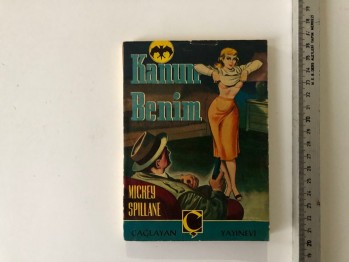 Kanun
Benim
MICKEY
SPILLANE
Ç
ÇAĞLAYAN YAYINEVİ